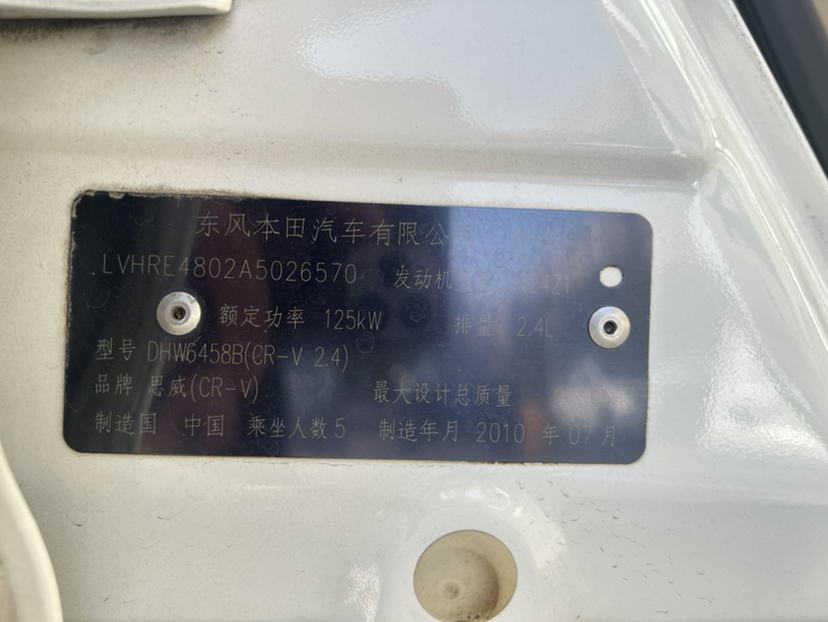 东风本田汽车有限公司
LVHRE4802A5026570 发动机
额定功率 125kW 排量 2.4L
型号 DHW6458B(CR-V 2.4)
品牌 思威(CR-V) 最大设计总质量
制造国 中国 乘坐人数 5 制造年月 2010 年 07 月